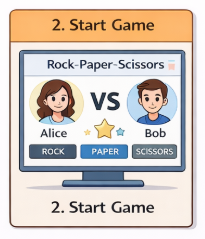 2. Start Game
Rock-Paper-Scissors
VS
Alice Bob
ROCK PAPER SCISSORS
2. Start Game